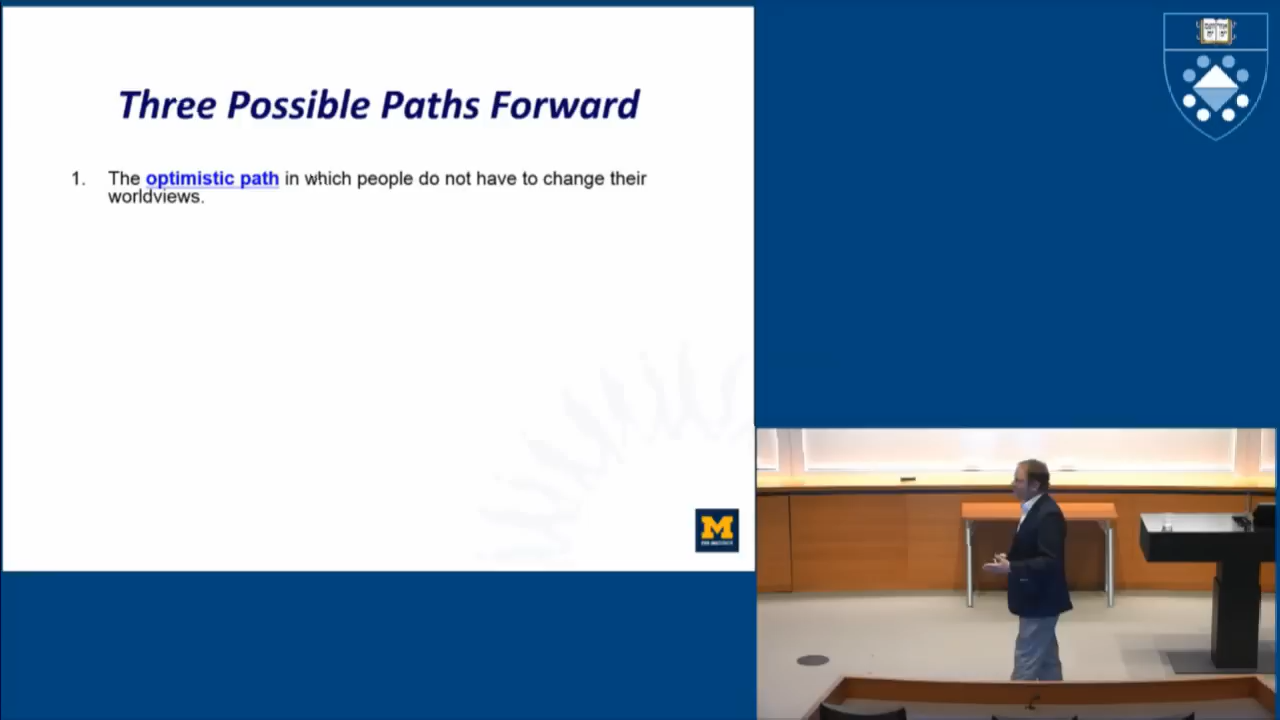 Three Possible Paths Forward
1. The optimistic path in which people do not have to change their
worldviews.
M